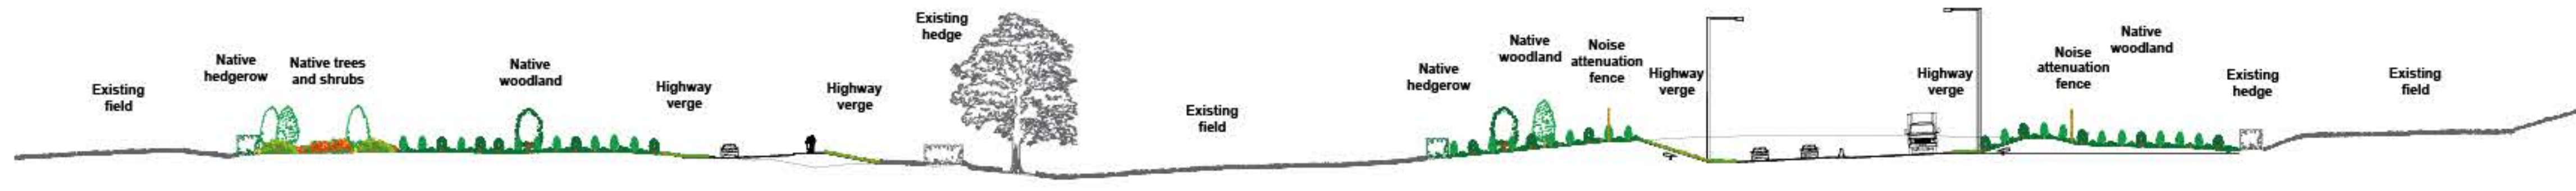 Existing
field
Native
hedgerow
Native trees
and shrubs
Native
woodland
Highway
verge
Highway
verge
Existing
hedge
Existing
field
Native
hedgerow
Native
woodland
Noise
attenuation
fence
Highway
verge
Highway
verge
Noise
attenuation
fence
Native
woodland
Existing
hedge
Existing
field